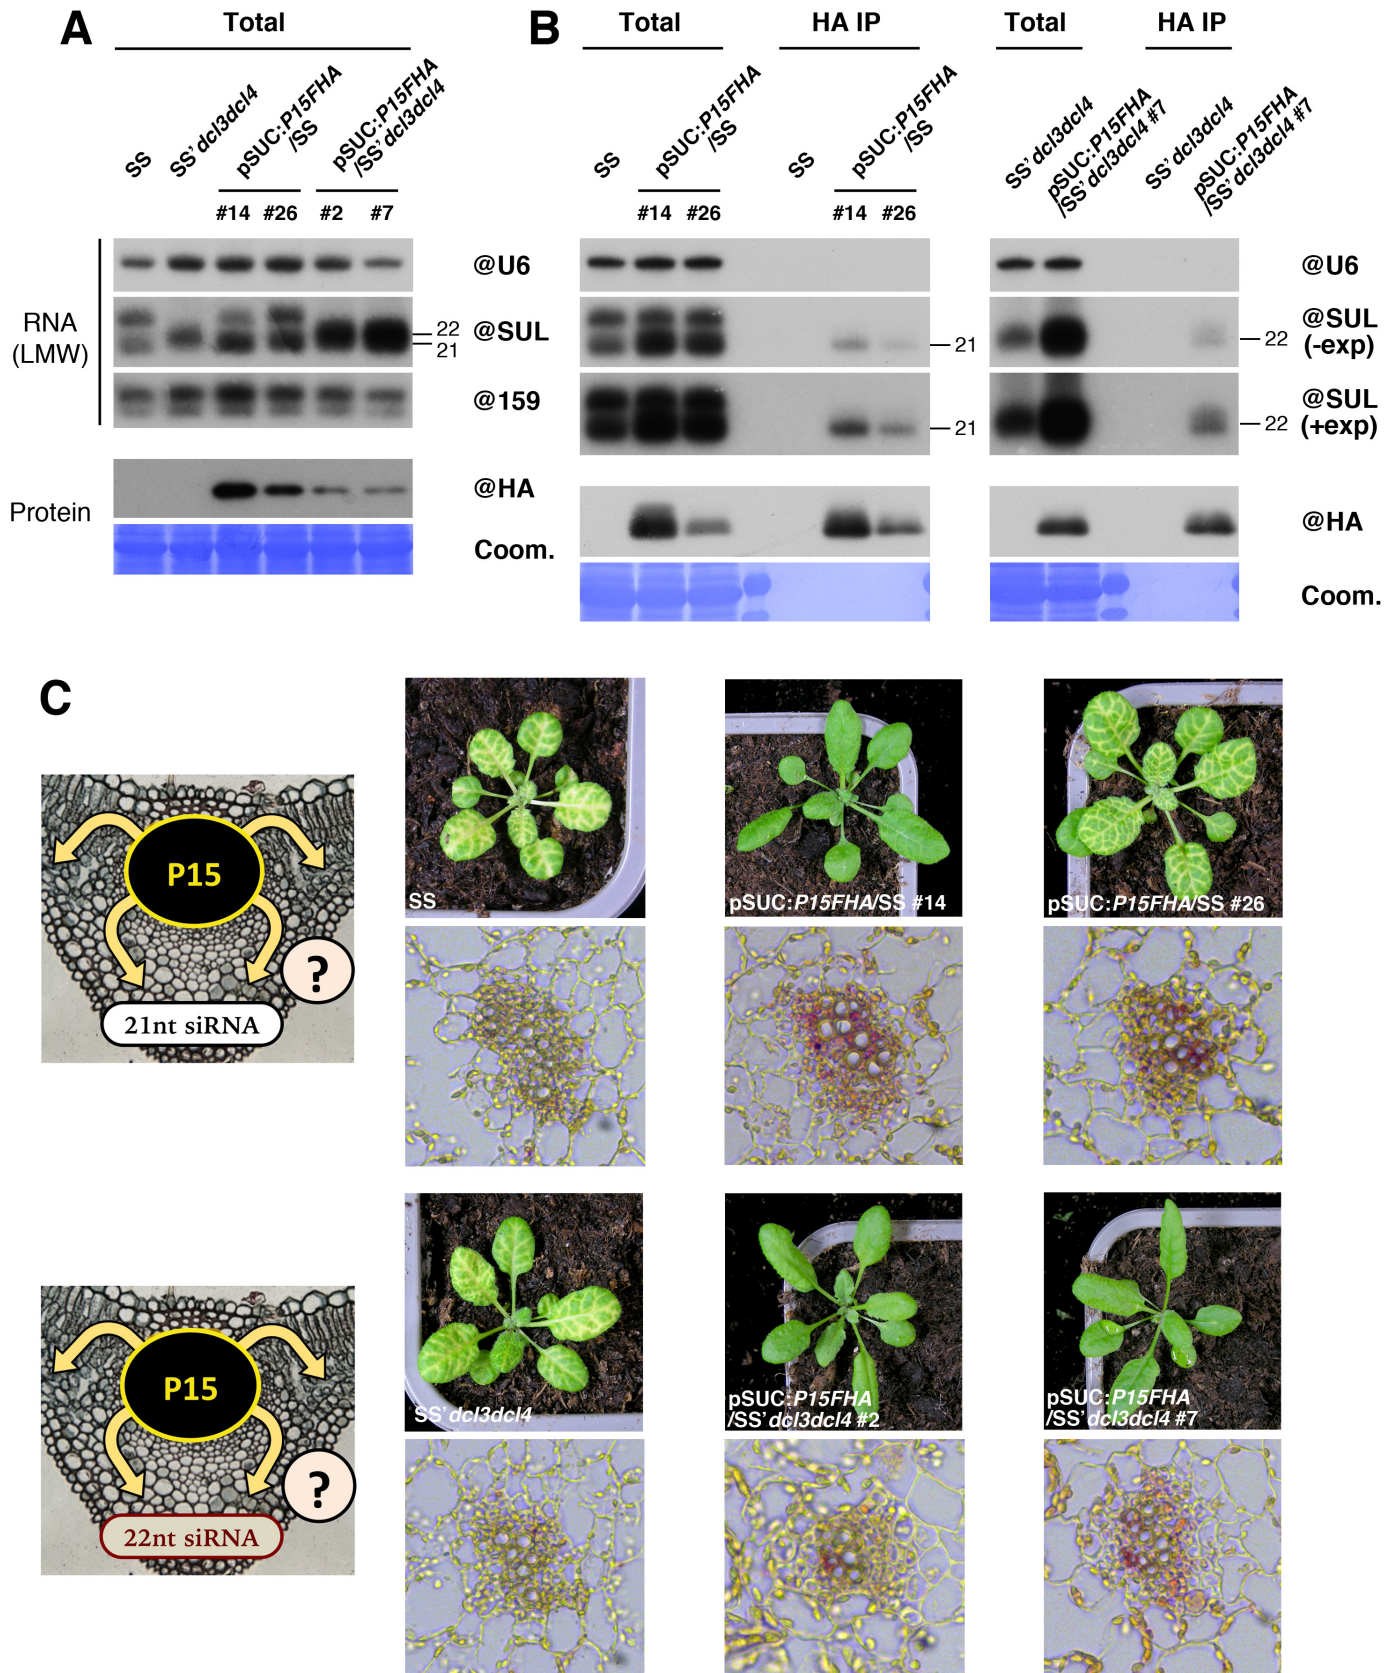 A
Total
SS
SS' dcl3dcl4
pSUC:P15FHA
/SS
pSUC:P15FHA
/SS' dcl3dcl4
#14 #26 #2 #7
RNA
(LMW)
@U6
@SUL
22
21
@159
Protein
@HA
Coom.
B
Total HA IP Total HA IP
SS
pSUC:P15FHA
/SS
SS
pSUC:P15FHA
/SS
SS' dcl3dcl4
pSUC:P15FHA
/SS' dcl3dcl4 #7
SS' dcl3dcl4
pSUC:P15FHA
/SS' dcl3dcl4 #7
#14 #26 #14 #26
@U6
21
22
@SUL
(-exp)
21
22
@SUL
(+exp)
@HA
Coom.
C
P15
?
21nt siRNA
SS
pSUC:P15FHA/SS #14
pSUC:P15FHA/SS #26
P15
?
22nt siRNA
SS' dcl3dcl4
pSUC:P15FHA
/SS' dcl3dcl4 #2
pSUC:P15FHA
/SS' dcl3dcl4 #7